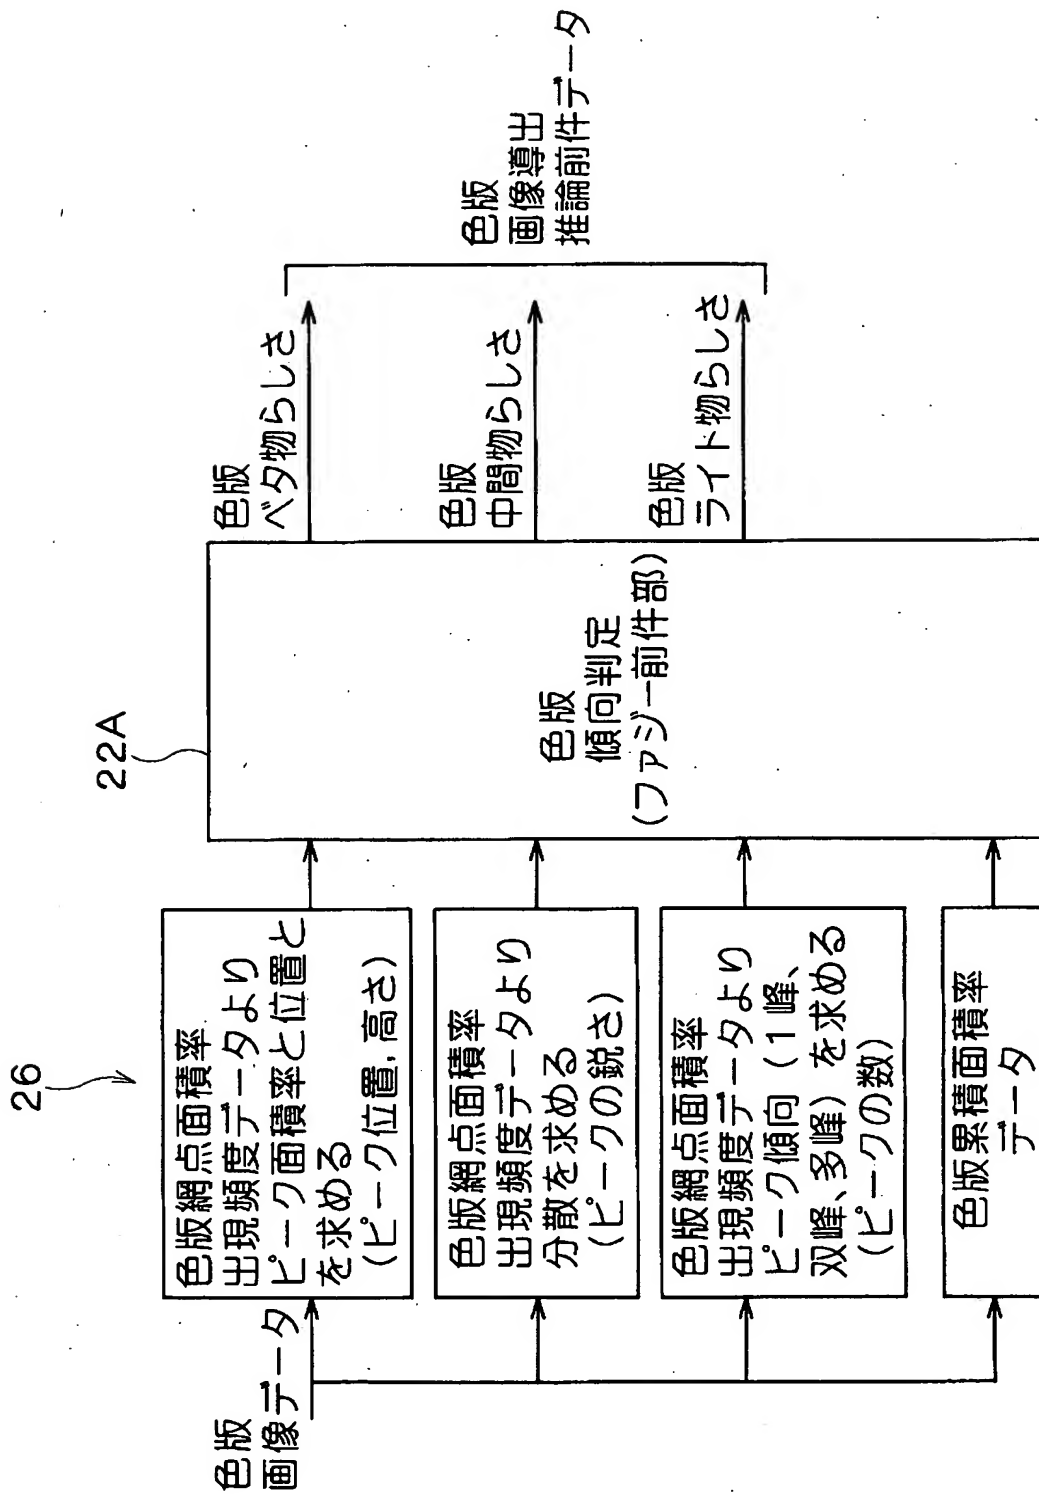 26
22A
色版
画像データ
色版網点面積率
出現頻度データより
ピーク面積率と位置と
を求める
(ピーク位置,高さ)
色版網点面積率
出現頻度データより
分散を求める
(ピークの鋭さ)
色版網点面積率
出現頻度データより
ピーク傾向(1峰、
双峰、多峰)を求める
(ピークの数)
色版累積面積率
データ
色版
傾向判定
(ファジー前件部)
色版
ベタ物らしさ
色版
中間物らしさ
色版
ライト物らしさ
色版
画像導出
推論前件データ